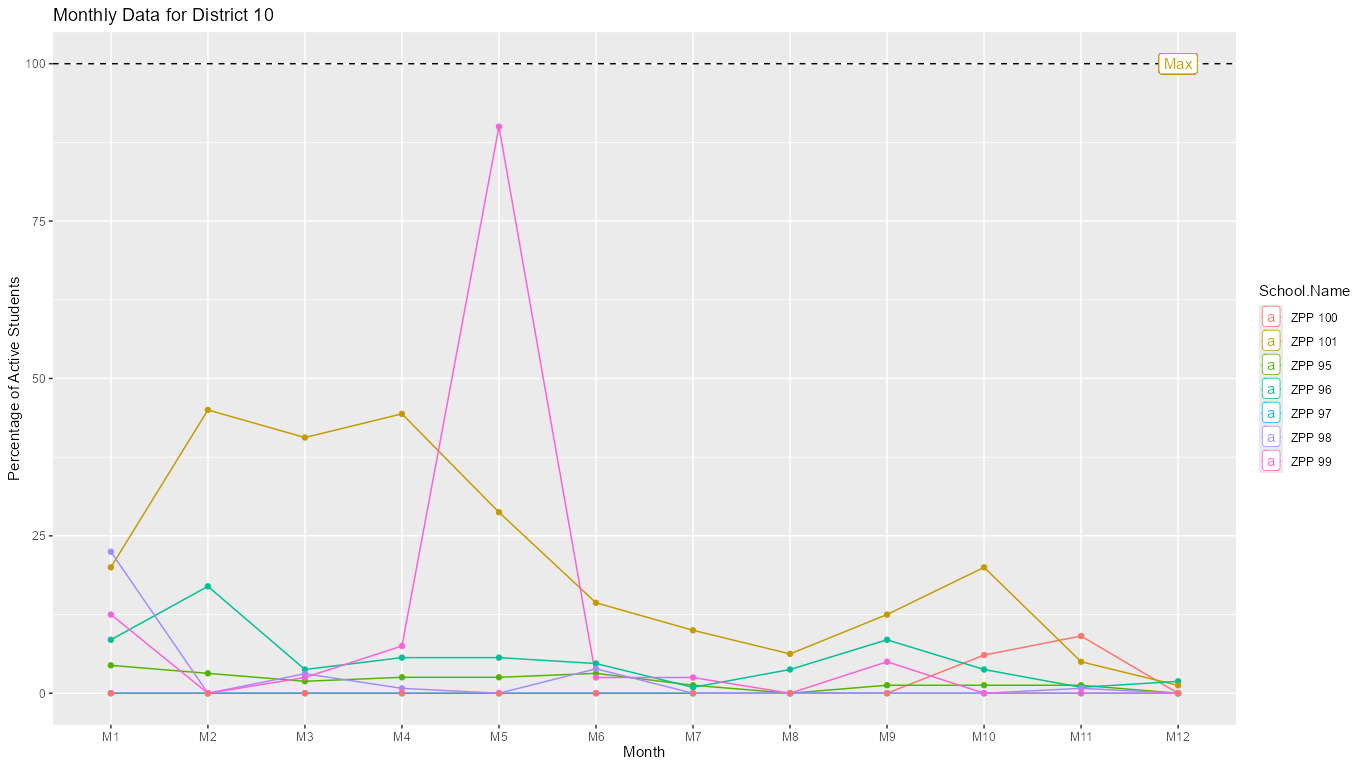 Monthly Data for District 10
100
Max
75
50
25
0
Percentage of Active Students
M1 M2 M3 M4 M5 M6 M7 M8 M9 M10 M11 M12
Month
School.Name
a ZPP 100
a ZPP 101
a ZPP 95
a ZPP 96
a ZPP 97
a ZPP 98
a ZPP 99